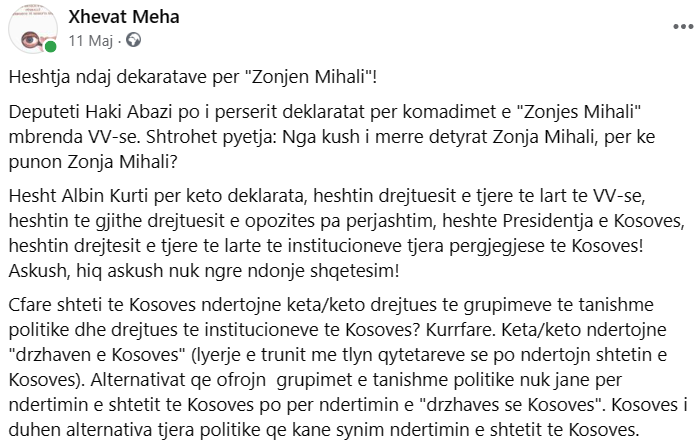 Xhevat Meha
11 Maj ·
Heshtja ndaj dekaratave per "Zonjen Mihali"!
Deputeti Haki Abazi po i perserit deklaratat per komadimet e "Zonjes Mihali"
mbrenda VV-se. Shtrohet pyetja: Nga kush i merre detyrat Zonja Mihali, per ke
punon Zonja Mihali?
Hesht Albin Kurti per keto deklarata, heshtin drejtuesit e tjere te lart te VV-se,
heshtin te gjithe drejtuesit e opozites pa perjashtim, heshte Presidentja e Kosoves,
heshtin drejtesit e tjere te larte te institucioneve tjera pergjegjese te Kosoves!
Askush, hiq askush nuk ngre ndonje shqetesim!
Cfare shteti te Kosoves ndertojne keta/keto drejtues te grupimeve te tanishme
politike dhe drejtues te institucioneve te Kosoves? Kurrfare. Keta/keto ndertojne
"drzhaven e Kosoves" (lyerje e trunit me tlyn qytetareve se po ndertojn shtetin e
Kosoves). Alternativat qe ofrojn  grupimet e tanishme politike nuk jane per
ndertimin e shtetit te Kosoves po per ndertimin e "drzhaves se Kosoves". Kosoves i
duhen alternativa tjera politike qe kane synim ndertimin e shtetit te Kosoves.